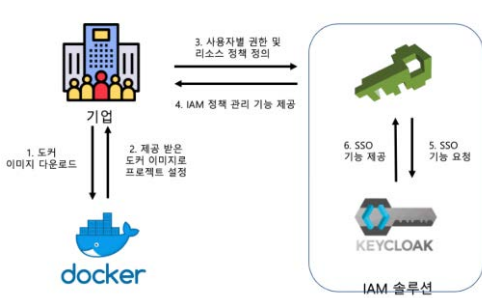 3. 사용자별 권한 및
리소스 정책 정의
4. IAM 정책 관리 기능 제공
기업
1. 도커
이미지 다운로드
2. 제공 받은
도커 이미지로
프로젝트 설정
6. SSO
기능 제공
5. SSO
기능 요청
docker
KEYCLOAK
IAM 솔루션